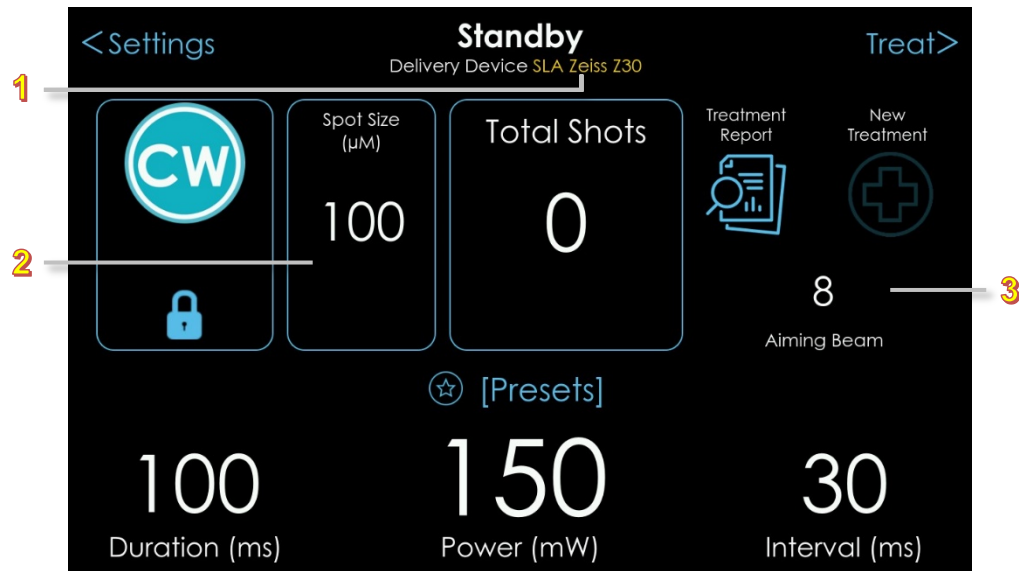 <Settings
Standby
Treat>
Delivery Device SLA Zeiss Z30
1
CW
Spot Size
(µM)
100
Total Shots
0
Treatment
Report
New
Treatment
2
8
3
Aiming Beam
[Presets]
100
150
30
Duration (ms)
Power (mW)
Interval (ms)